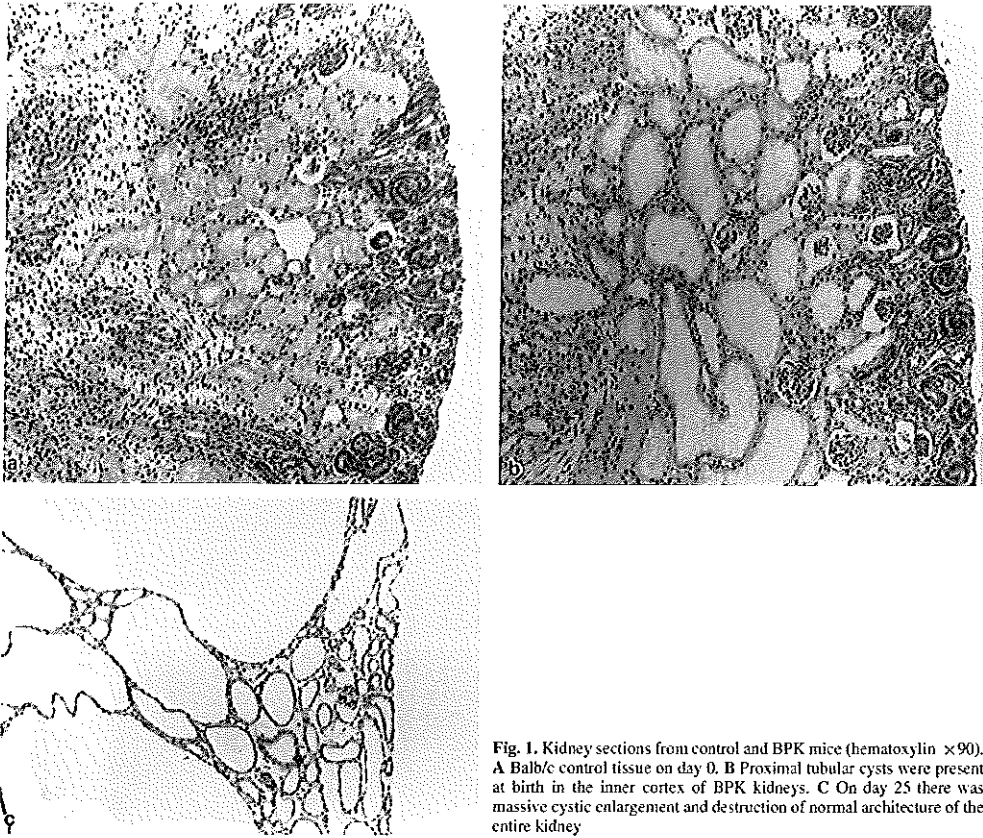 a
b
c
Fig. 1. Kidney sections from control and BPK mice (hematoxylin ×90).
A Balb/c control tissue on day 0. B Proximal tubular cysts were present
at birth in the inner cortex of BPK kidneys. C On day 25 there was
massive cystic enlargement and destruction of normal architecture of the
entire kidney